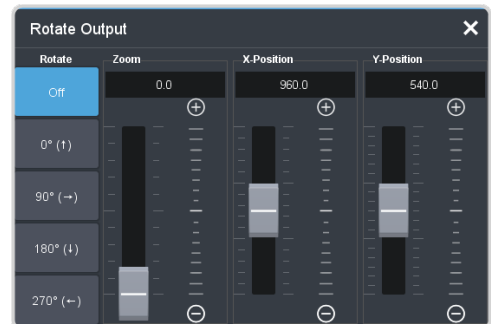 Rotate Output
Rotate Zoom X-Position Y-Position
Off 0.0 960.0 540.0
0° (↑)
90° (→)
180° (↓)
270° (←)